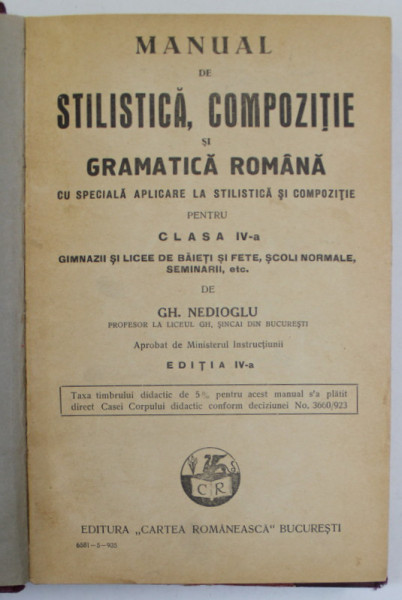 MANUAL
DE
STILISTICĂ, COMPOZIȚIE
ȘI
GRAMATICĂ ROMÂNĂ
CU SPECIALĂ APLICARE LA STILISTICĂ ȘI COMPOZIȚIE
PENTRU
CLASA IV-a
GIMNAZII ȘI LICEE DE BĂIEȚI ȘI FETE, ȘCOLI NORMALE,
SEMINARII, etc.
DE
GH. NEDIOGLU
PROFESOR LA LICEUL GH, ȘINCAI DIN BUCUREȘTI
Aprobat de Ministerul Instrucțiunii
EDIȚIA IV-a
Taxa timbrului didactic de 5% pentru acest manual s'a plătit
direct Casei Corpului didactic conform deciziunei No. 3660/923
C R
EDITURA „CARTEA ROMÂNEASCĂ" BUCUREȘTI